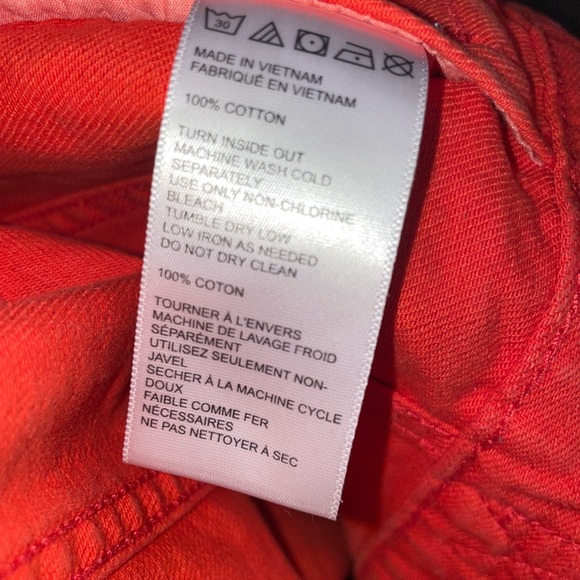 30
MADE IN VIETNAM
FABRIQUÉ EN VIETNAM
100% COTTON
TURN INSIDE OUT
MACHINE WASH COLD
SEPARATELY
USE ONLY NON-CHLORINE
BLEACH
TUMBLE DRY LOW
LOW IRON AS NEEDED
DO NOT DRY CLEAN
100% COTON
TOURNER À L'ENVERS
MACHINE DE LAVAGE FROID
SÉPARÉMENT
UTILISEZ SEULEMENT NON-
JAVEL
SECHER À LA MACHINE CYCLE
DOUX
FAIBLE COMME FER
NÉCESSAIRES
NE PAS NETTOYER À SEC